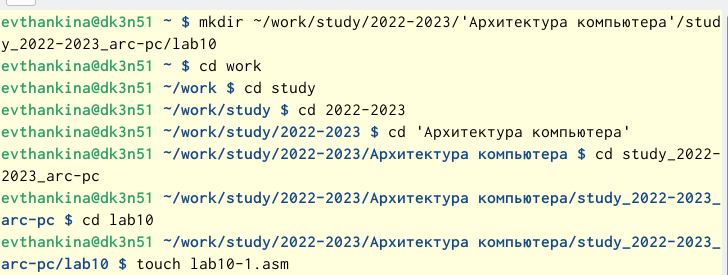 evthankina@dk3n51 ~ $ mkdir ~/work/study/2022-2023/'Архитектура компьютера'/stud
y_2022-2023_arc-pc/lab10
evthankina@dk3n51 ~ $ cd work
evthankina@dk3n51 ~/work $ cd study
evthankina@dk3n51 ~/work/study $ cd 2022-2023
evthankina@dk3n51 ~/work/study/2022-2023 $ cd 'Архитектура компьютера'
evthankina@dk3n51 ~/work/study/2022-2023/Архитектура компьютера $ cd study_2022-
2023_arc-pc
evthankina@dk3n51 ~/work/study/2022-2023/Архитектура компьютера/study_2022-2023_
arc-pc $ cd lab10
evthankina@dk3n51 ~/work/study/2022-2023/Архитектура компьютера/study_2022-2023_
arc-pc/lab10 $ touch lab10-1.asm